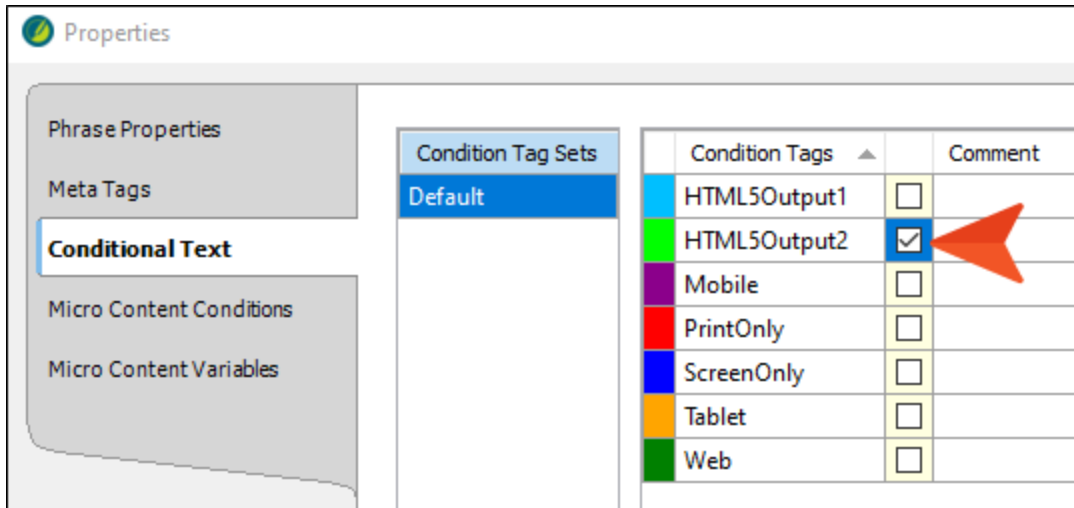 Properties
Phrase Properties
Meta Tags
Conditional Text
Micro Content Conditions
Micro Content Variables
Condition Tag Sets
Default
Condition Tags Comment
HTML5Output1
HTML5Output2
Mobile
PrintOnly
ScreenOnly
Tablet
Web